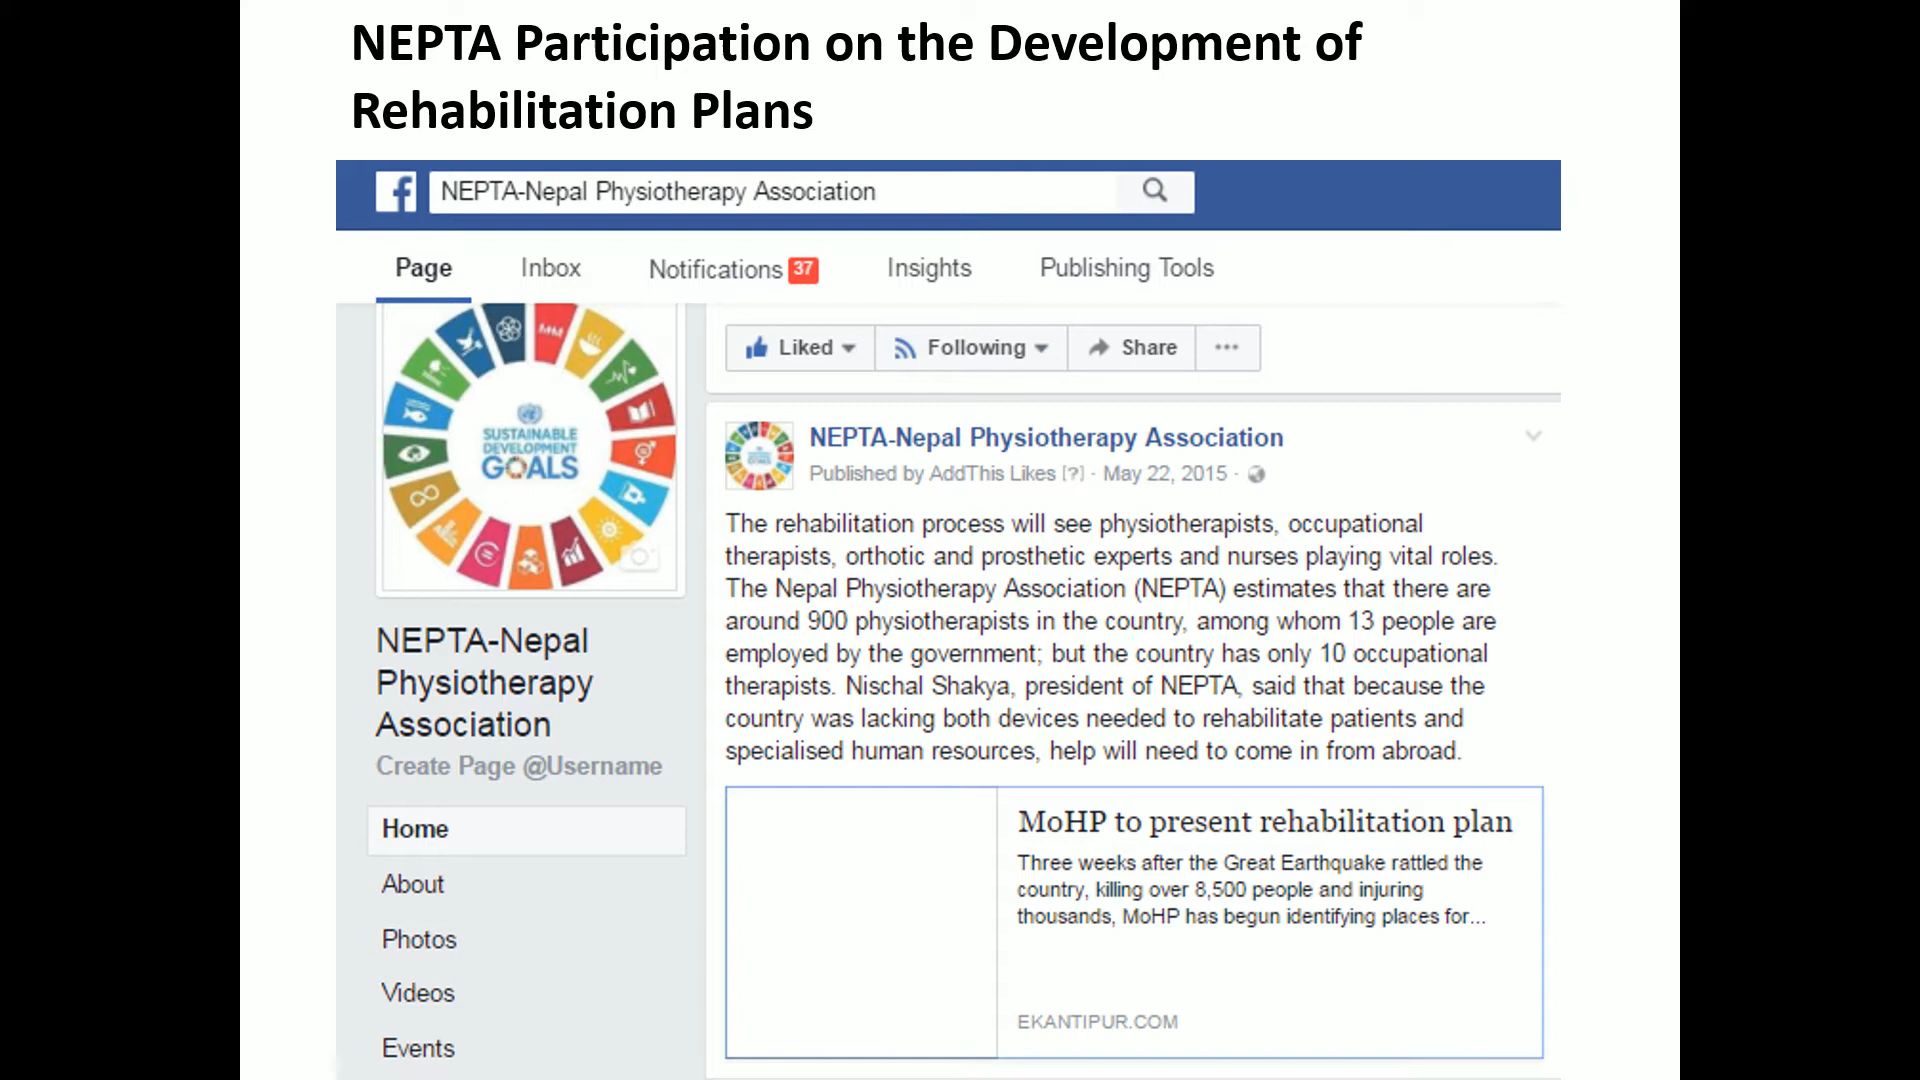 NEPTA Participation on the Development of
Rehabilitation Plans
NEPTA-Nepal Physiotherapy Association
Page
Inbox
Notifications 37
Insights
Publishing Tools
SUSTAINABLE
DEVELOPMENT
GOALS
NEPTA-Nepal
Physiotherapy
Association
Create Page @Username
Home
About
Photos
Videos
Events
Liked
Following
Share
NEPTA-Nepal Physiotherapy Association
Published by AddThis Likes [?] · May 22, 2015 ·
The rehabilitation process will see physiotherapists, occupational
therapists, orthotic and prosthetic experts and nurses playing vital roles.
The Nepal Physiotherapy Association (NEPTA) estimates that there are
around 900 physiotherapists in the country, among whom 13 people are
employed by the government; but the country has only 10 occupational
therapists. Nischal Shakya, president of NEPTA, said that because the
country was lacking both devices needed to rehabilitate patients and
specialised human resources, help will need to come in from abroad.
MoHP to present rehabilitation plan
Three weeks after the Great Earthquake rattled the
country, killing over 8,500 people and injuring
thousands, MoHP has begun identifying places for...
EKANTIPUR.COM